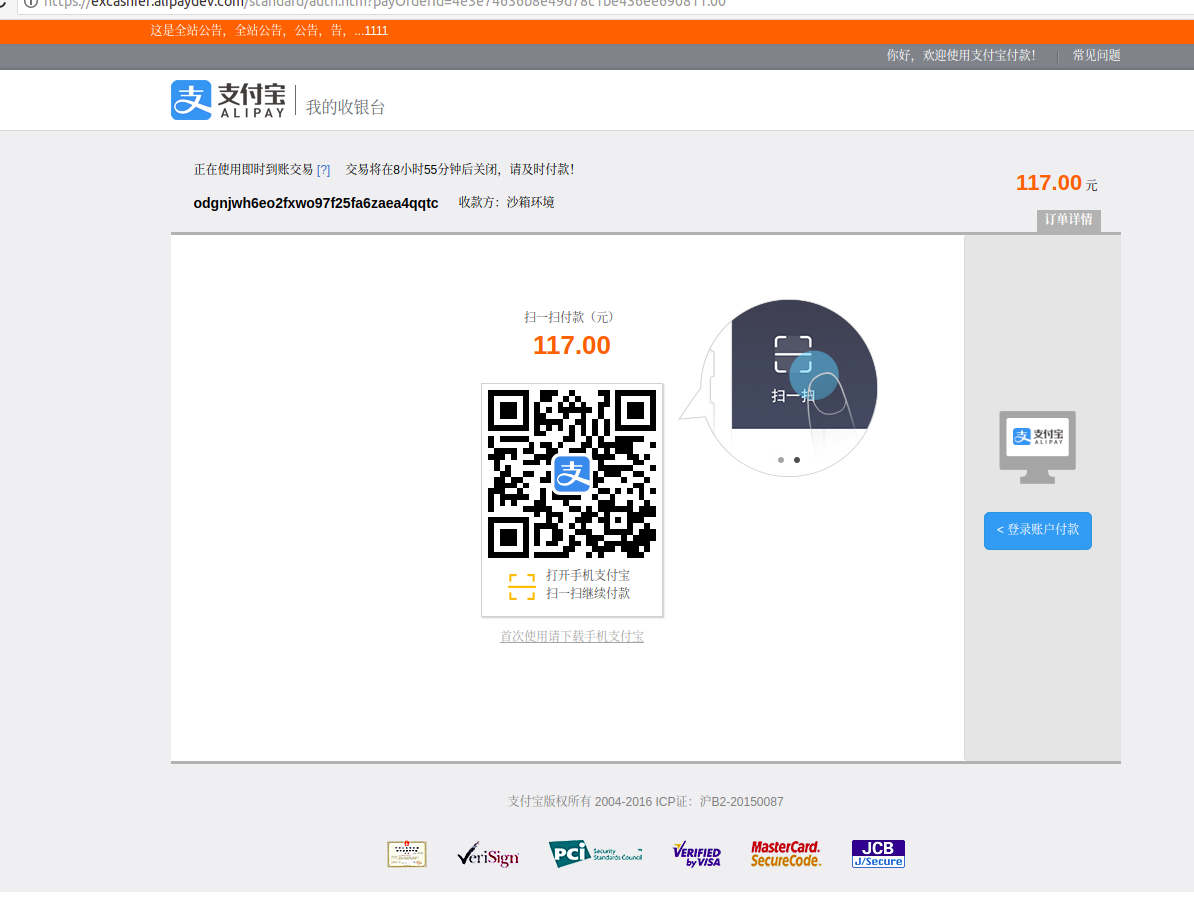 https://excashier.alipaydev.com/standard/auth.htm?payOrderId=4e3e74636b8e49d78c1be436ee690811.00
这是全站公告，全站公告，公告，告，...1111
你好，欢迎使用支付宝付款！ 常见问题
支付宝 ALIPAY 我的收银台
正在使用即时到账交易 [?] 交易将在8小时55分钟后关闭，请及时付款！
117.00 元
odgnjwh6eo2fxwo97f25fa6zaea4qqtc 收款方：沙箱环境
订单详情
扫一扫付款（元）
117.00
扫一扫
支
打开手机支付宝
扫一扫继续付款
首次使用请下载手机支付宝
支付宝
ALIPAY
< 登录账户付款
支付宝版权所有 2004-2016 ICP证：沪B2-20150087
VeriSign
PCi Security Standards Council
VERIFIED by VISA
MasterCard. SecureCode.
JCB J/Secure